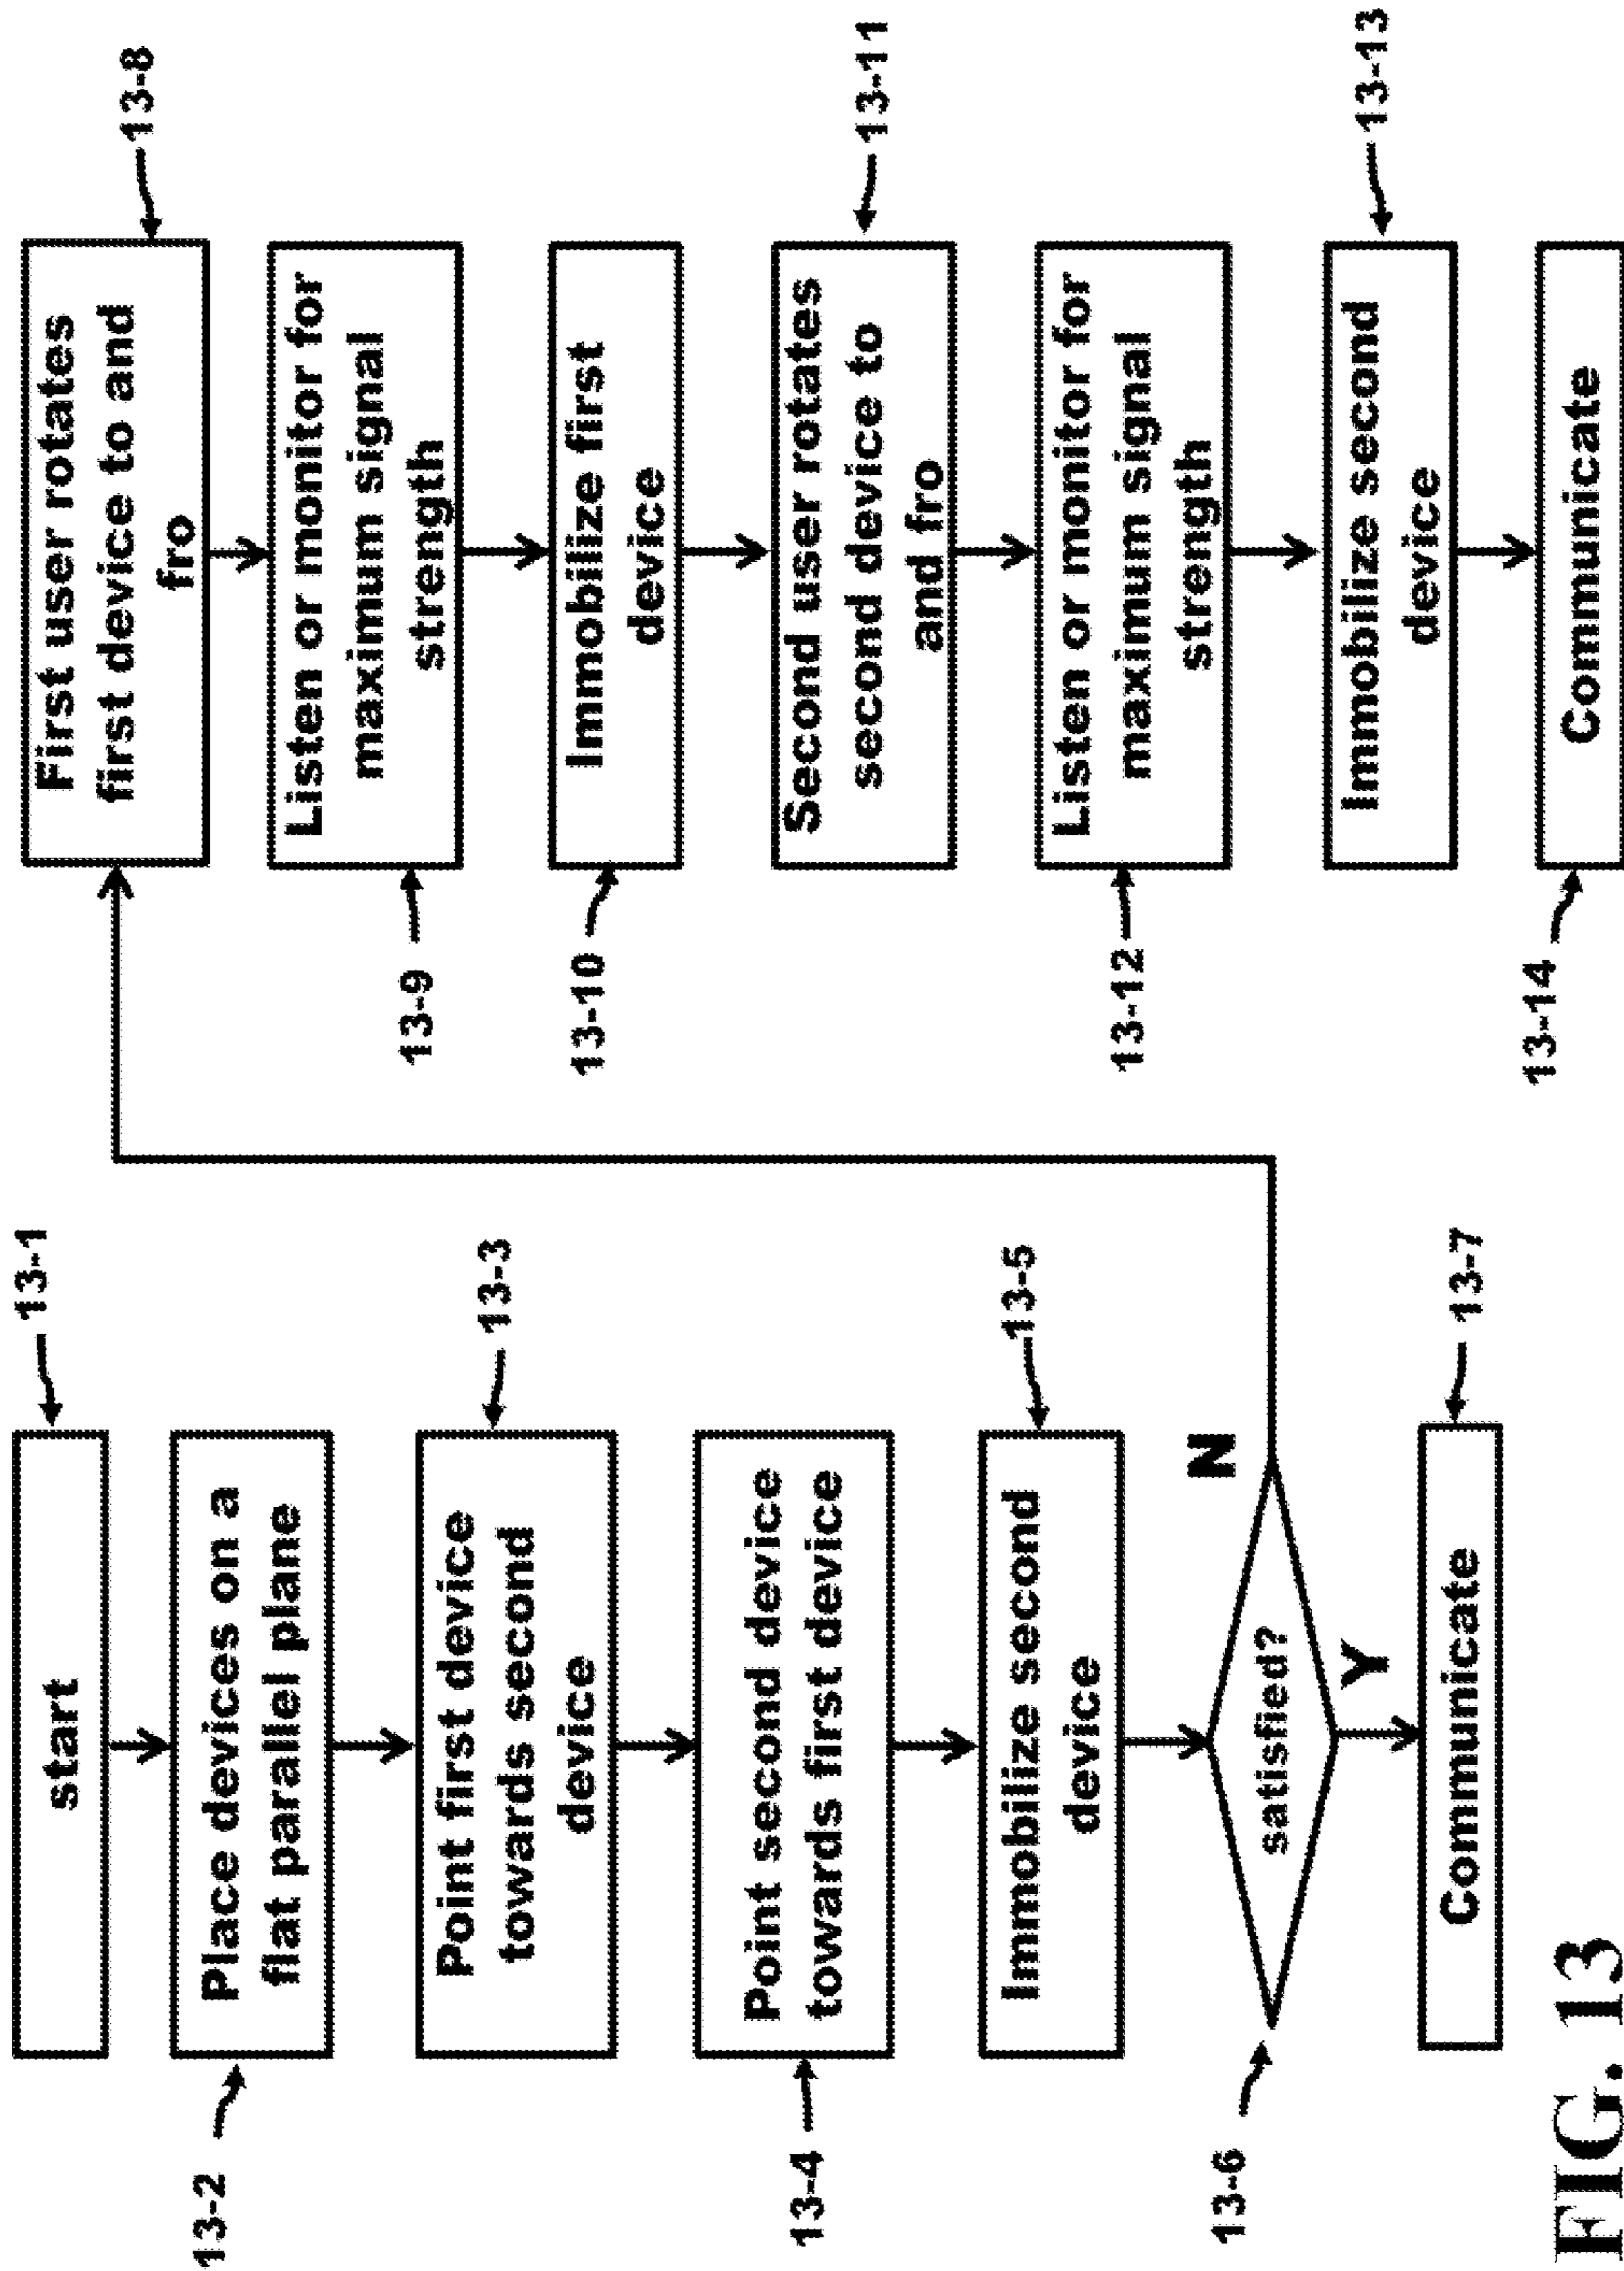 13-1
start
13-2
Place devices on a
flat parallel plane
13-3
Point first device
towards second
device
13-4
Point second device
towards first device
13-5
Immobilize second
device
13-6
satisfied?
N
Y
13-7
Communicate
13-8
First user rotates
first device to and
fro
13-9
Listen or monitor for
maximum signal
strength
13-10
Immobilize first
device
13-11
Second user rotates
second device to
and fro
13-12
Listen or monitor for
maximum signal
strength
13-13
Immobilize second
device
13-14
Communicate
FIG. 13